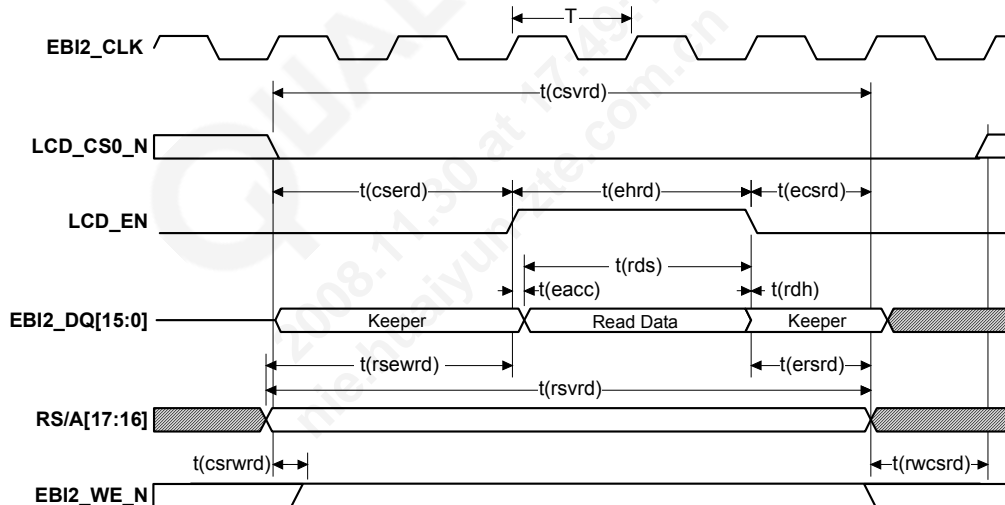 T
EBI2_CLK
t(csvrd)
LCD_CS0_N
t(cserd) t(ehrd) t(ecsrd)
LCD_EN
t(rds)
t(eacc) t(rdh)
EBI2_DQ[15:0] Keeper Read Data Keeper
t(rsewrd) t(ersrd)
t(rsvrd)
RS/A[17:16]
t(csrwrd) t(rwcsrd)
EBI2_WE_N